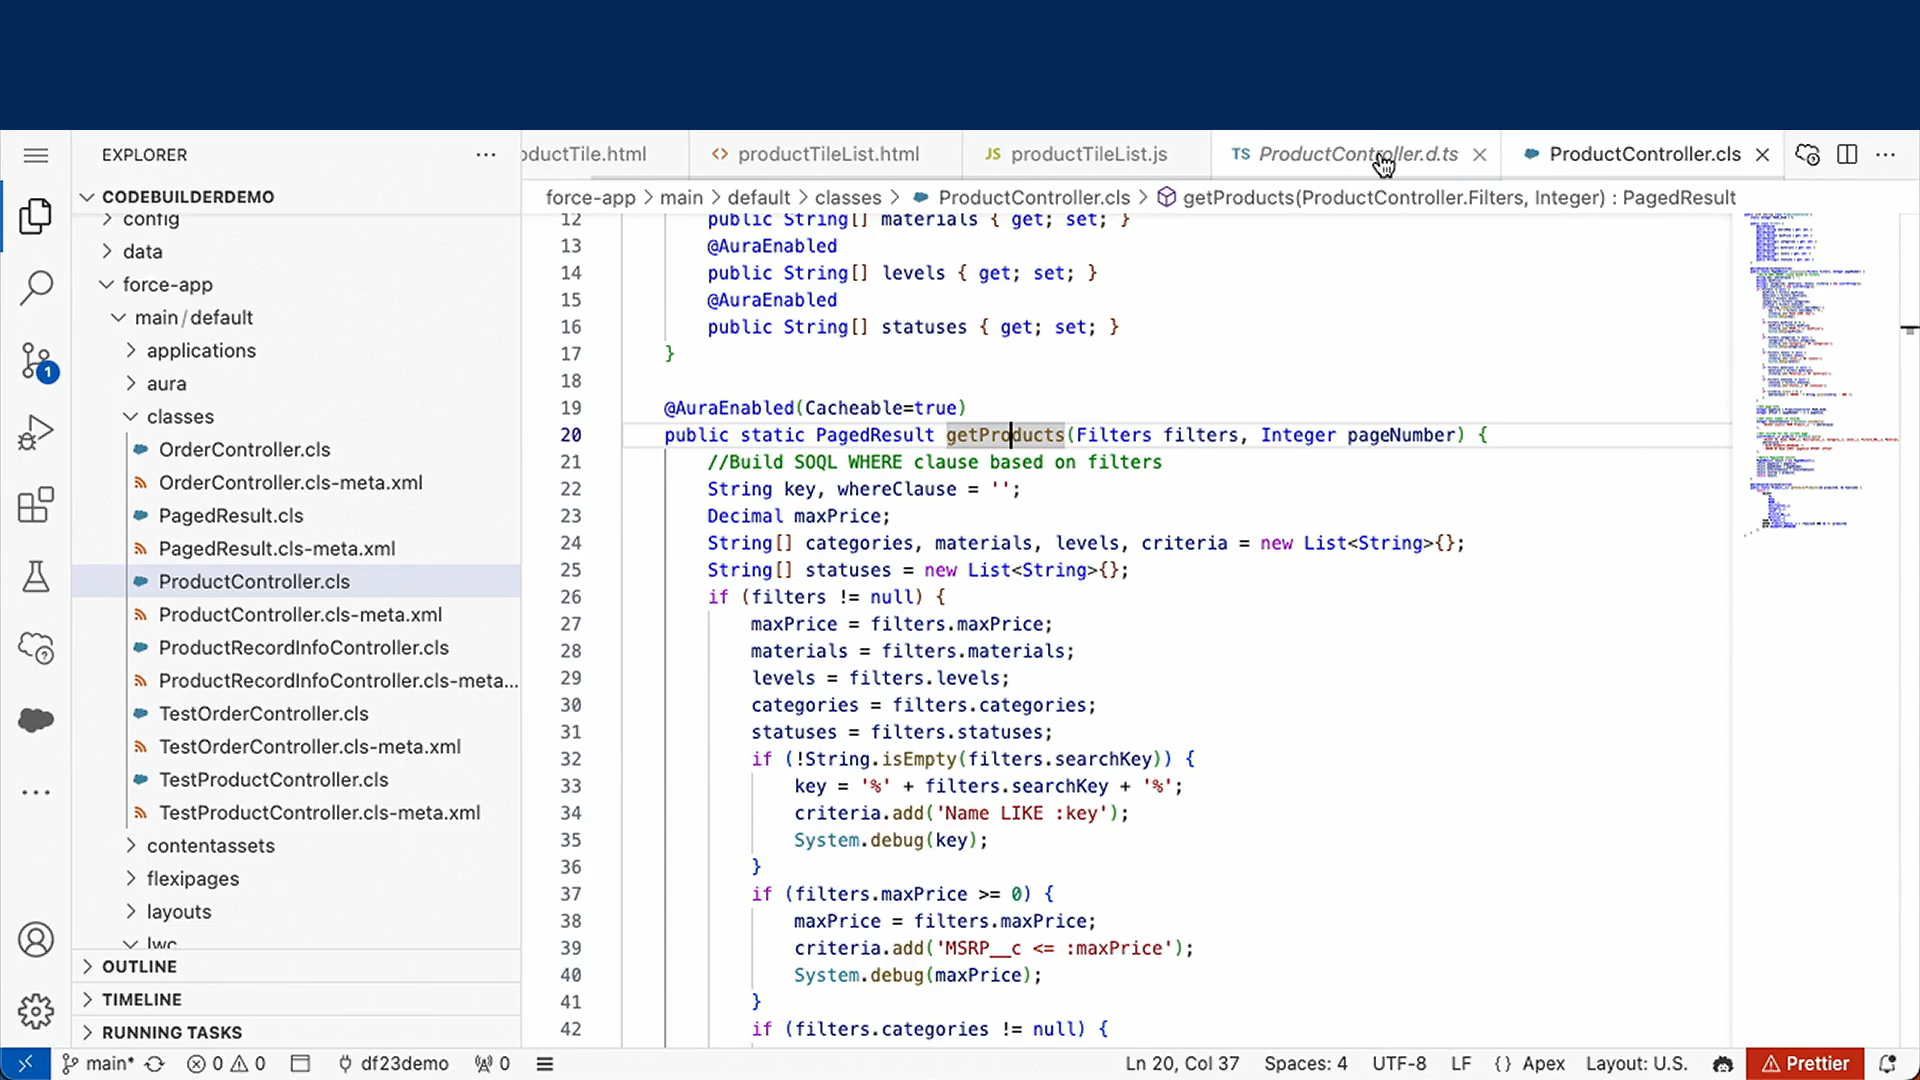 EXPLORER
CODEBUILDERDEMO
config
data
force-app
main/default
applications
aura
classes
OrderController.cls
OrderController.cls-meta.xml
PagedResult.cls
PagedResult.cls-meta.xml
ProductController.cls
ProductController.cls-meta.xml
ProductRecordInfoController.cls
ProductRecordInfoController.cls-meta...
TestOrderController.cls
TestOrderController.cls-meta.xml
TestProductController.cls
TestProductController.cls-meta.xml
contentassets
flexipages
layouts
lwc
OUTLINE
TIMELINE
RUNNING TASKS
1
oductTile.html
productTileList.html
JS productTileList.js
TS ProductController.d.ts
ProductController.cls
force-app > main > default > classes > ProductController.cls > getProducts(ProductController.Filters, Integer) : PagedResult
12 public String[] materials { get; set; }
13 @AuraEnabled
14 public String[] levels { get; set; }
15 @AuraEnabled
16 public String[] statuses { get; set; }
17 }
18
19 @AuraEnabled(Cacheable=true)
20 public static PagedResult getProducts(Filters filters, Integer pageNumber) {
21 //Build SOQL WHERE clause based on filters
22 String key, whereClause = '';
23 Decimal maxPrice;
24 String[] categories, materials, levels, criteria = new List<String>{};
25 String[] statuses = new List<String>{};
26 if (filters != null) {
27 maxPrice = filters.maxPrice;
28 materials = filters.materials;
29 levels = filters.levels;
30 categories = filters.categories;
31 statuses = filters.statuses;
32 if (!String.isEmpty(filters.searchKey)) {
33 key = '%' + filters.searchKey + '%';
34 criteria.add('Name LIKE :key');
35 System.debug(key);
36 }
37 if (filters.maxPrice >= 0) {
38 maxPrice = filters.maxPrice;
39 criteria.add('MSRP__c <= :maxPrice');
40 System.debug(maxPrice);
41 }
42 if (filters.categories != null) {
main* 0 0 df23demo 0 Ln 20, Col 37 Spaces: 4 UTF-8 LF {} Apex Layout: U.S. Prettier